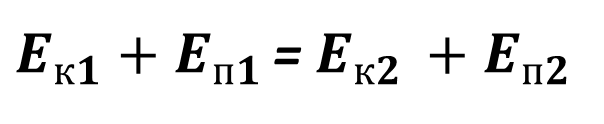 Eк1 + Eп1 = Eк2 + Eп2